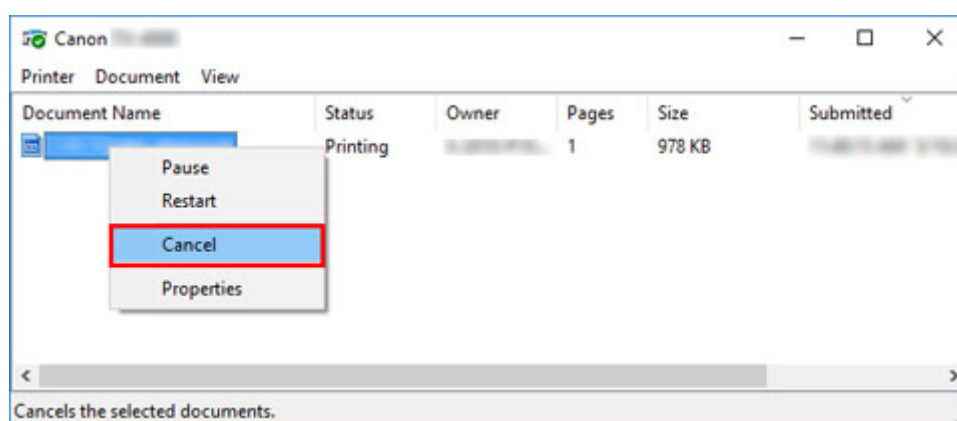 Canon
Printer Document View
Document Name Status Owner Pages Size Submitted
Printing 1 978 KB
Pause
Restart
Cancel
Properties
Cancels the selected documents.